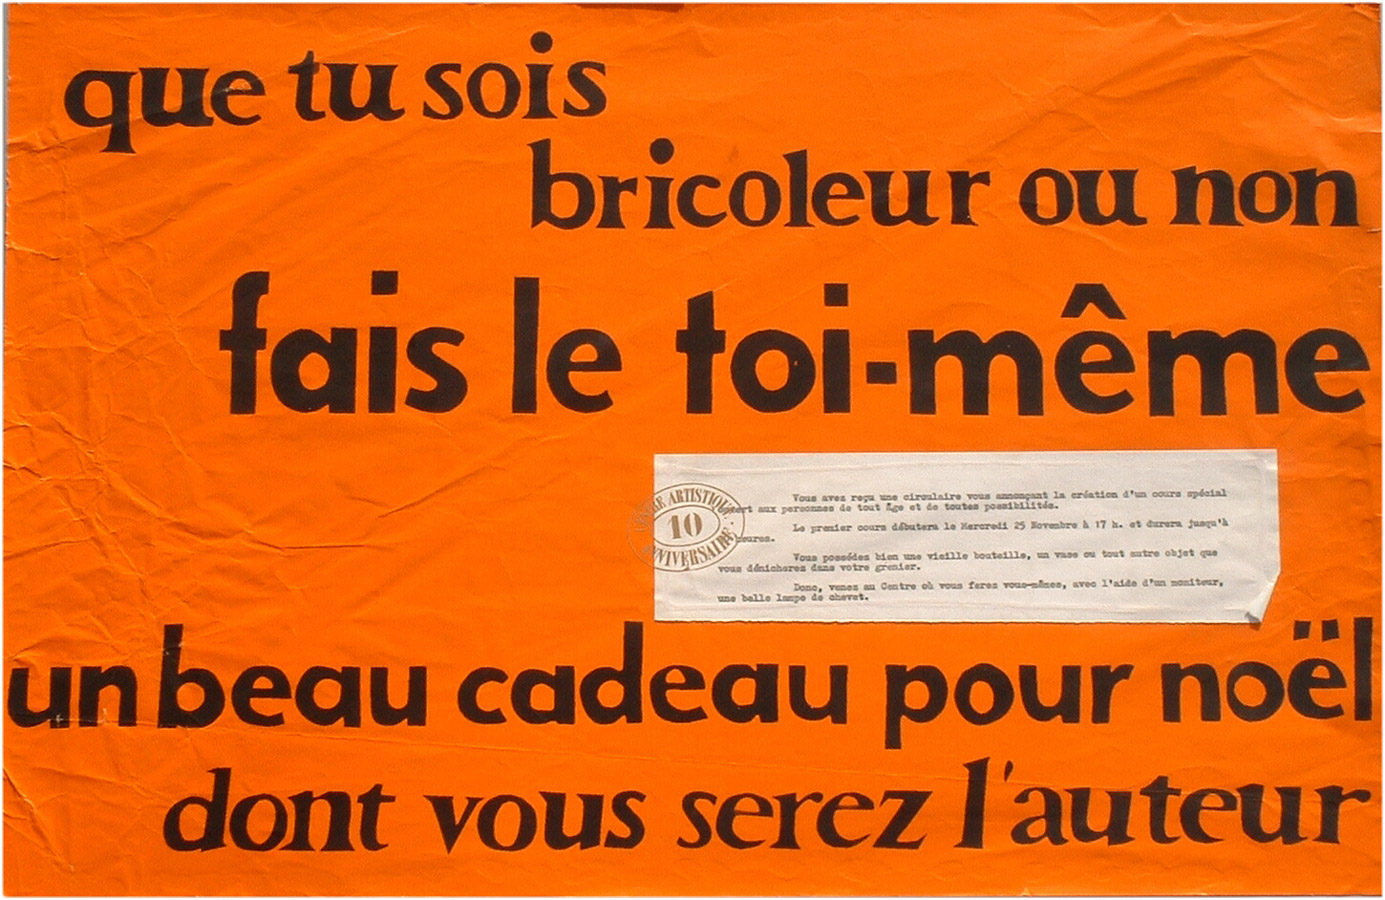 que tu sois
bricoleur ou non
fais le toi-même
ARTISTIQUE
10
ANNIVERSAIRE
Vous avez reçu une circulaire vous annonçant la création d'un cours spécial
ouvert aux personnes de tout âge et de toutes possibilités.
Le premier cours débutera le Mercredi 25 Novembre à 17 h. et durera jusqu'à
heures.
Vous possédez bien une vieille bouteille, un vase ou tout autre objet que
vous dénicherez dans votre grenier.
Donc, venez au Centre où vous ferez vous-mêmes, avec l'aide d'un moniteur,
une belle lampe de chevet.
un beau cadeau pour noël
dont vous serez l'auteur